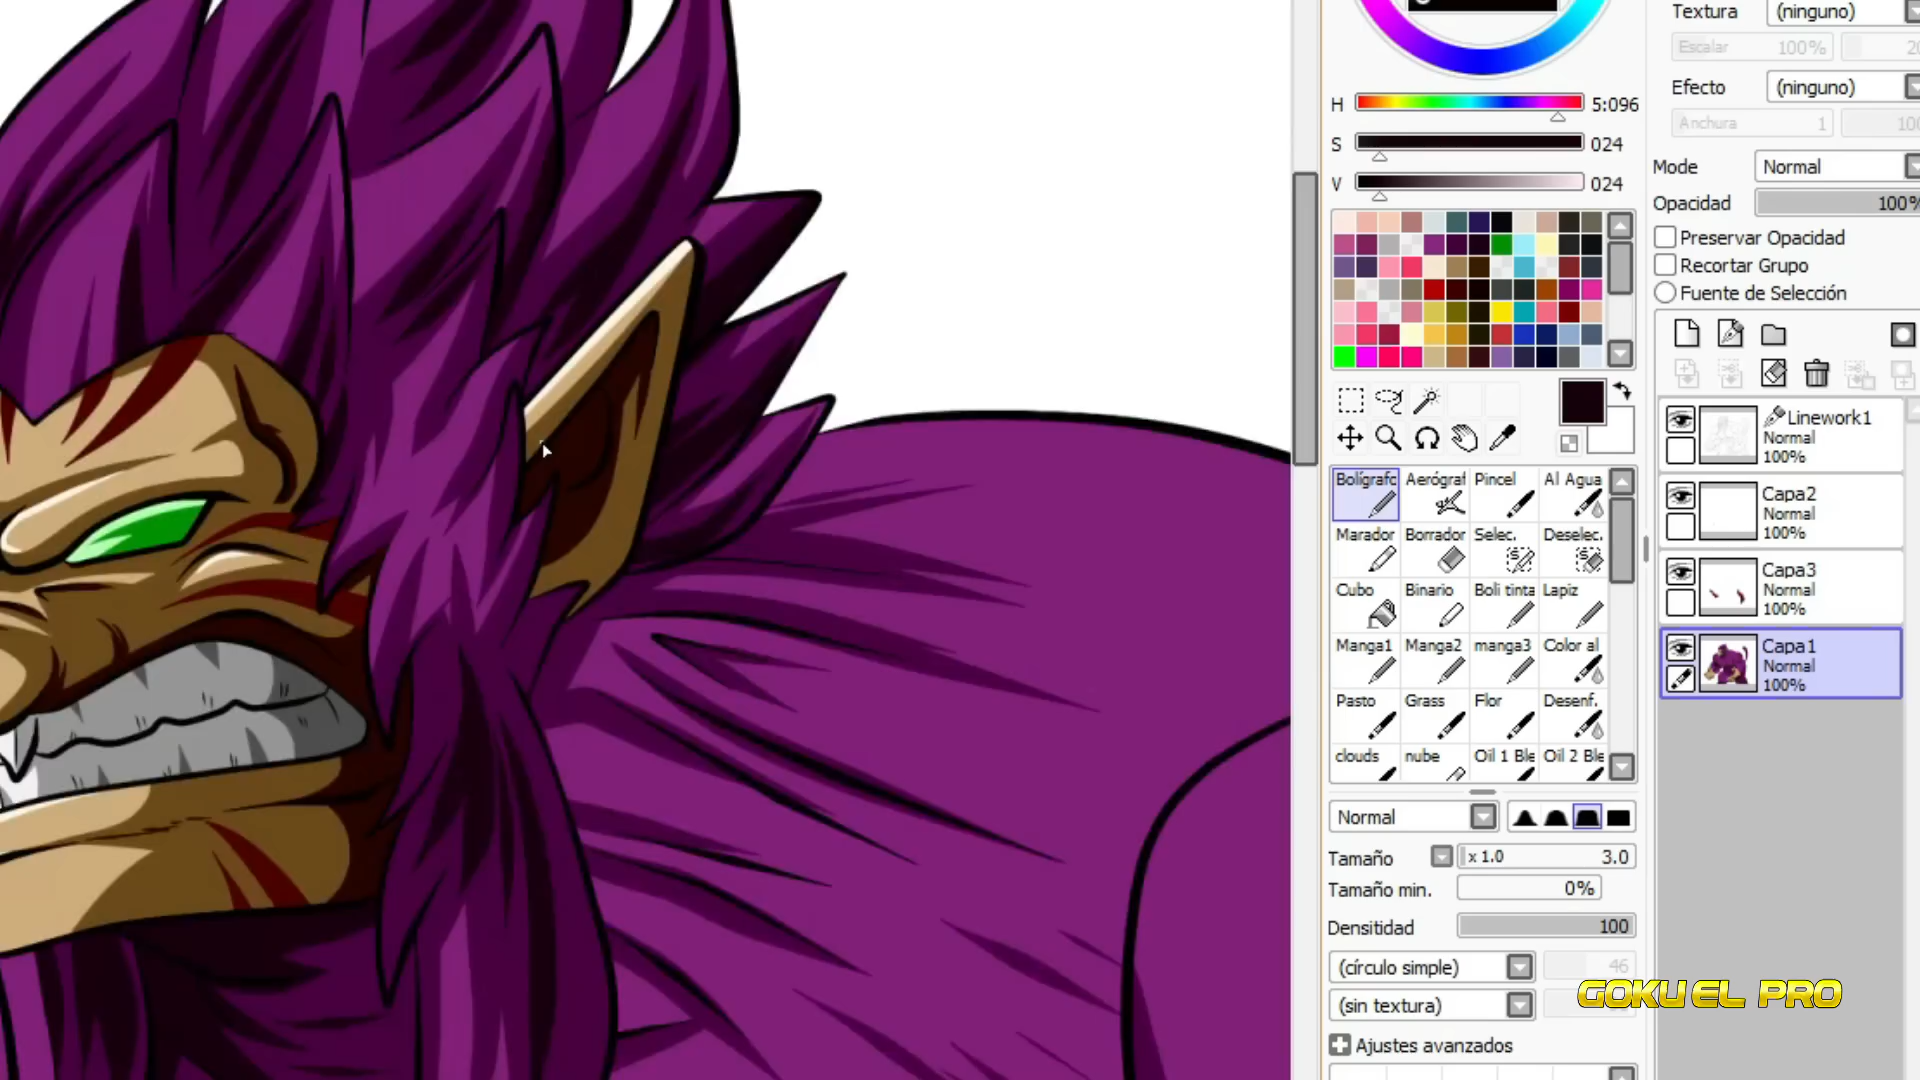 Textura (ninguno)
Escalar 100%
Efecto (ninguno)
Anchura 1
H 5:096
S 024
V 024
Mode Normal
Opacidad 100%
Preservar Opacidad
Recortar Grupo
Fuente de Selección
Linework1
Normal
100%
Capa2
Normal
100%
Capa3
Normal
100%
Capa1
Normal
100%
Bolígrafo Aerógraf Pincel Al Agua
Marador Borrador Selec. Deselec.
Cubo Binario Boli tinta Lapiz
Manga1 Manga2 manga3 Color al
Pasto Grass Flor Desenf.
clouds nube Oil 1 Ble Oil 2 Ble
Normal
Tamaño x 1.0 3.0
Tamaño min. 0%
Densitidad 100
(círculo simple) 46
(sin textura)
Ajustes avanzados
GOKU EL PRO